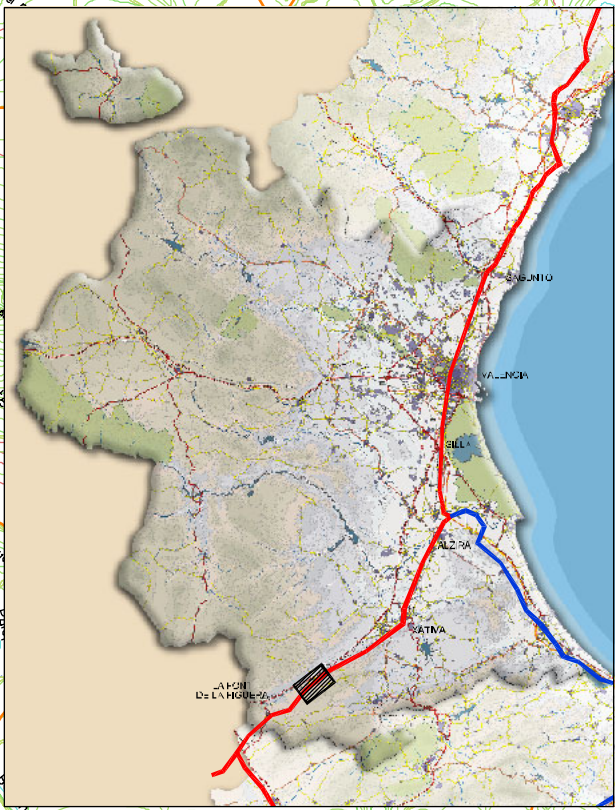 SAGUNTO
VALENCIA
SILLA
ALZIRA
XATIVA
LA FONT
DE LA FIGUERA